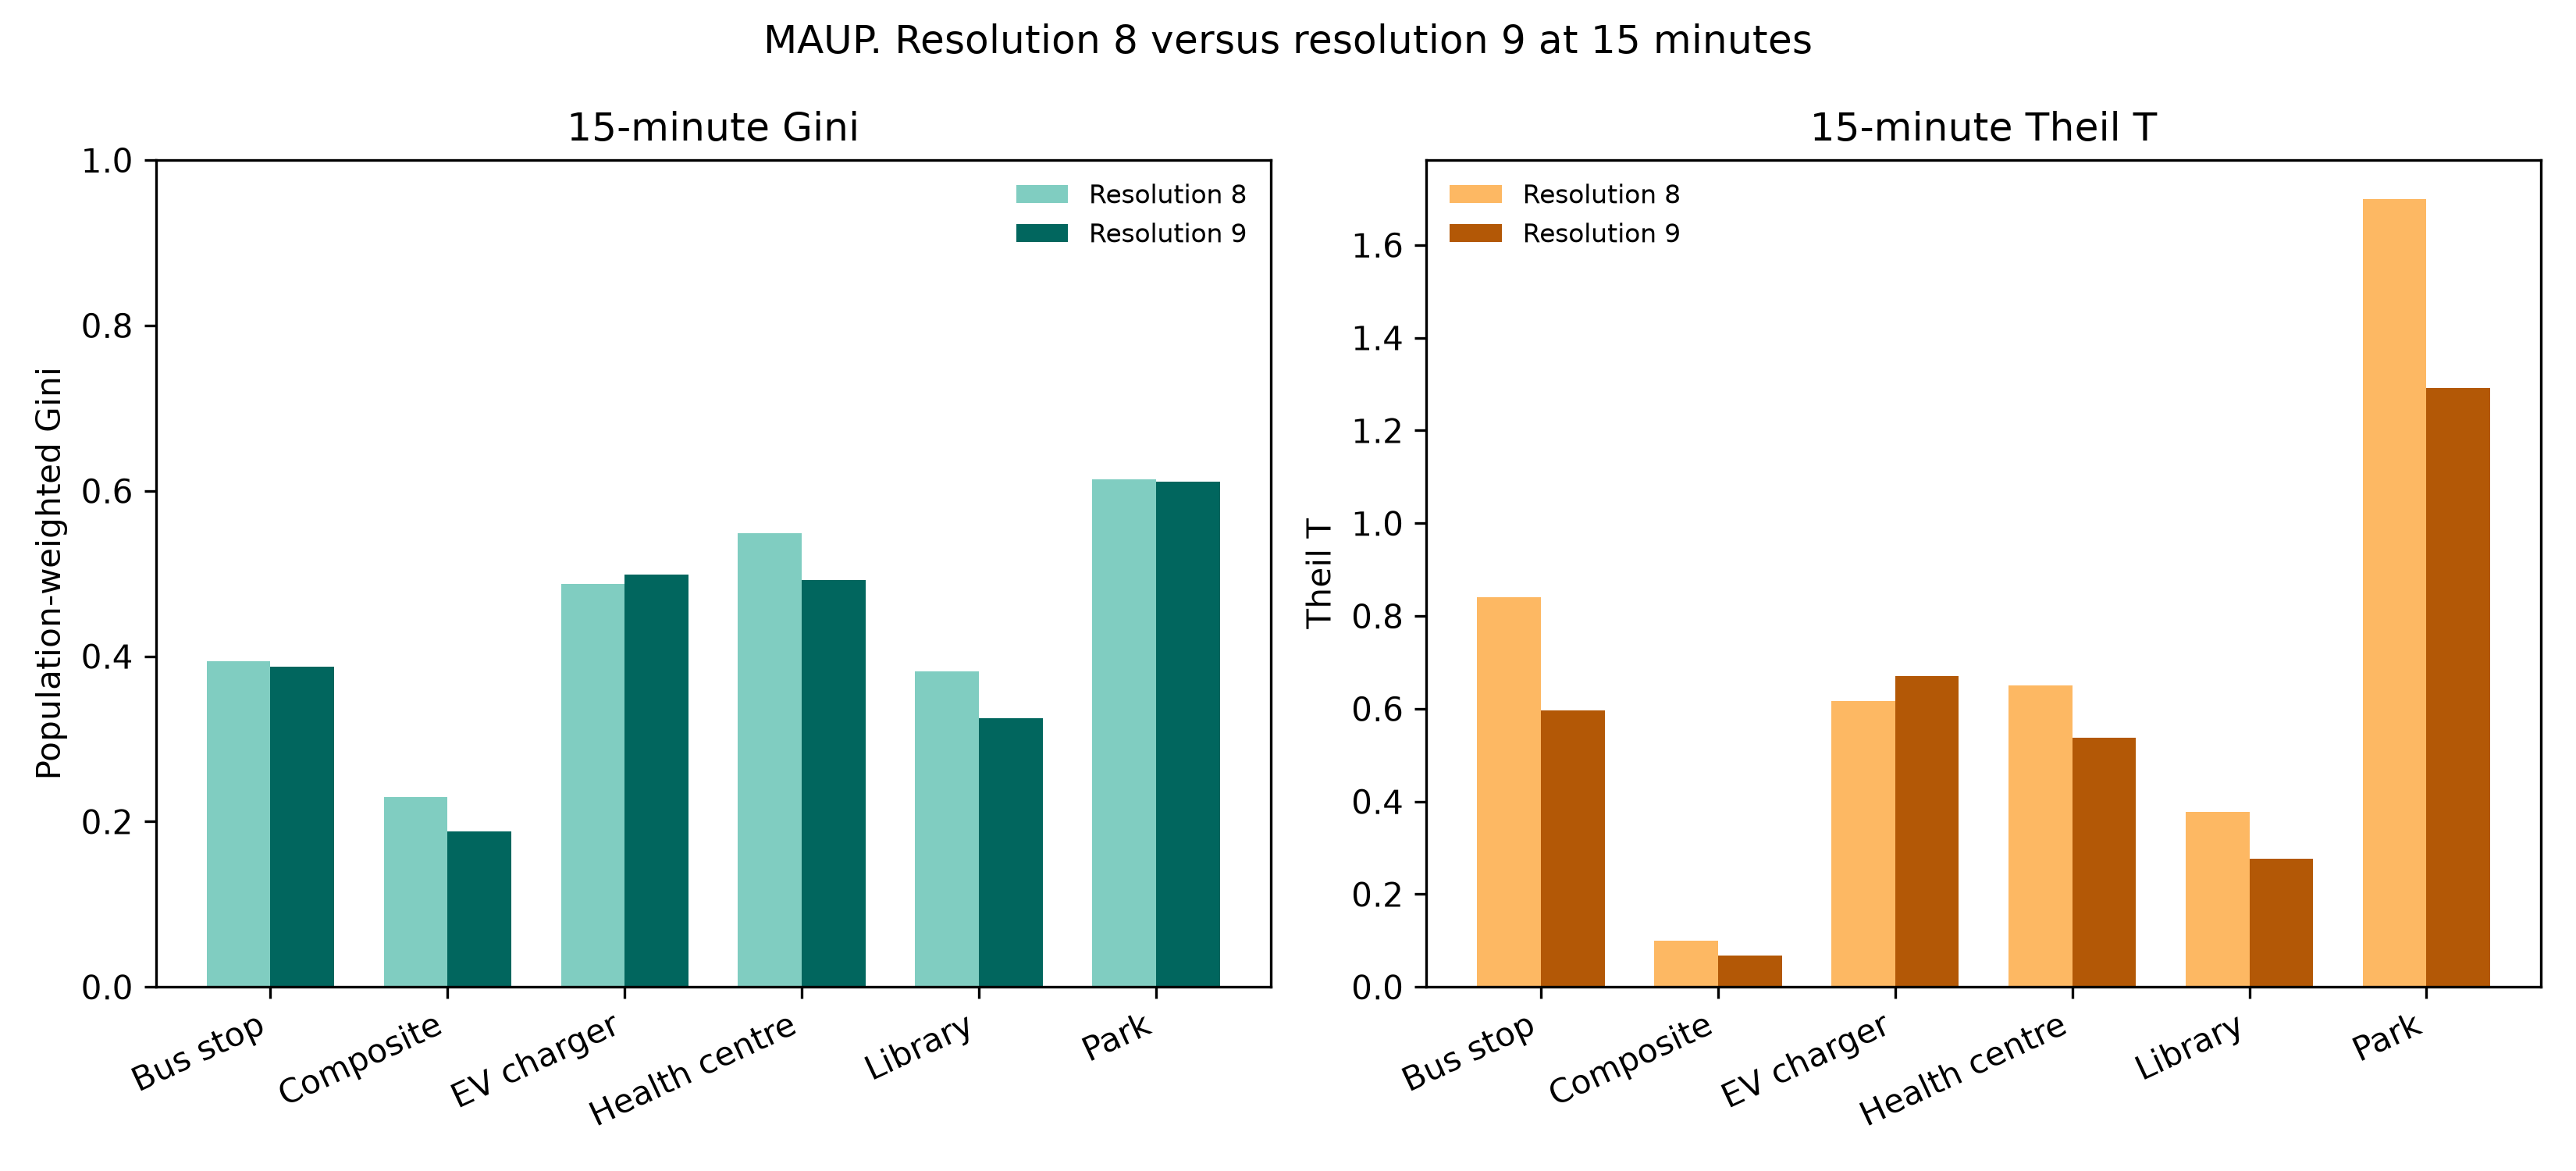 MAUP. Resolution 8 versus resolution 9 at 15 minutes
15-minute Gini
Population-weighted Gini
1.0
0.8
0.6
0.4
0.2
0.0
Resolution 8
Resolution 9
Bus stop
Composite
EV charger
Health centre
Library
Park
15-minute Theil T
Theil T
1.6
1.4
1.2
1.0
0.8
0.6
0.4
0.2
0.0
Resolution 8
Resolution 9
Bus stop
Composite
EV charger
Health centre
Library
Park